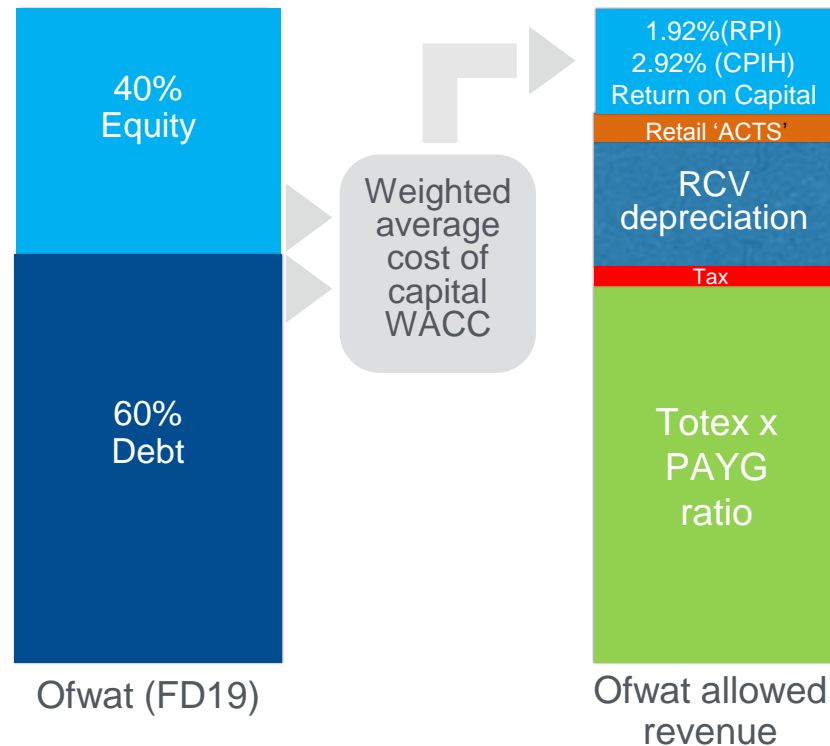 40%
Equity
60%
Debt
Ofwat (FD19)
Weighted
average
cost of
capital
WACC
1.92%(RPI)
2.92% (CPIH)
Return on Capital
Retail ‘ACTS’
RCV
depreciation
Tax
Totex x
PAYG
ratio
Ofwat allowed
revenue